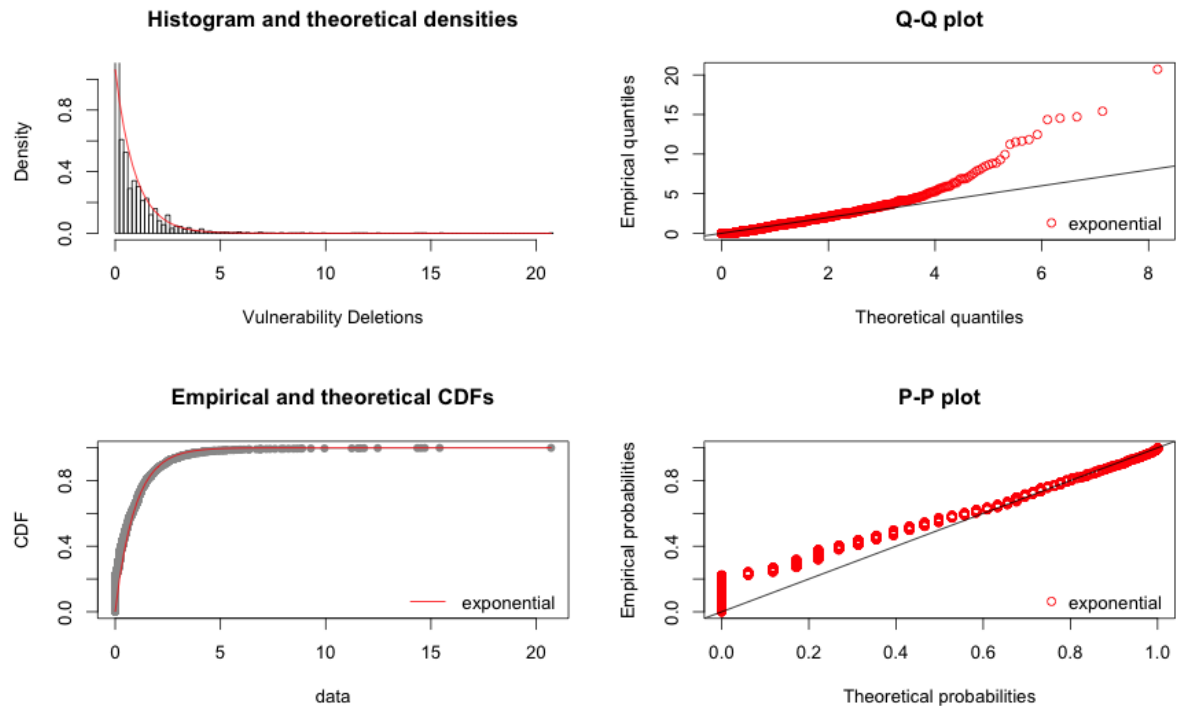 Histogram and theoretical densities
Density
0.0 0.4 0.8
0 5 10 15 20
Vulnerability Deletions
Q-Q plot
Empirical quantiles
0 5 10 15 20
exponential
0 2 4 6 8
Theoretical quantiles
Empirical and theoretical CDFs
CDF
0.0 0.4 0.8
exponential
0 5 10 15 20
data
P-P plot
Empirical probabilities
0.0 0.4 0.8
exponential
0.0 0.2 0.4 0.6 0.8 1.0
Theoretical probabilities